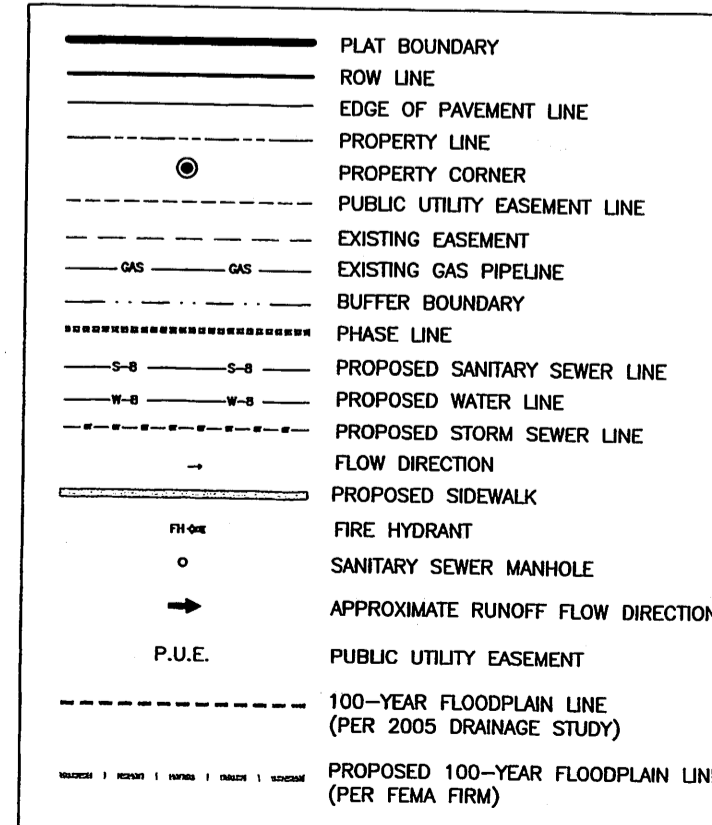 PLAT BOUNDARY
ROW LINE
EDGE OF PAVEMENT LINE
PROPERTY LINE
PROPERTY CORNER
PUBLIC UTILITY EASEMENT LINE
EXISTING EASEMENT
GAS GAS EXISTING GAS PIPELINE
BUFFER BOUNDARY
PHASE LINE
S-8 S-8 PROPOSED SANITARY SEWER LINE
W-8 W-8 PROPOSED WATER LINE
PROPOSED STORM SEWER LINE
FLOW DIRECTION
PROPOSED SIDEWALK
FH FIRE HYDRANT
SANITARY SEWER MANHOLE
APPROXIMATE RUNOFF FLOW DIRECTION
P.U.E. PUBLIC UTILITY EASEMENT
100-YEAR FLOODPLAIN LINE
(PER 2005 DRAINAGE STUDY)
PROPOSED 100-YEAR FLOODPLAIN LIN
(PER FEMA FIRM)